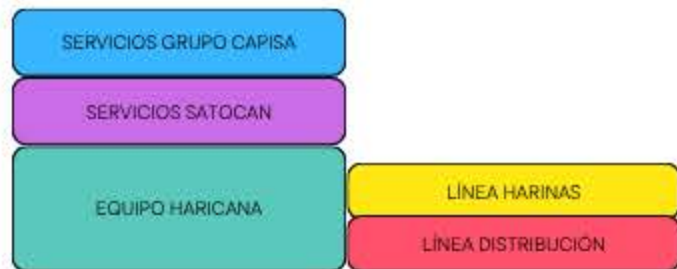 SERVICIOS GRUPO CAPISA
SERVICIOS SATOCAN
EQUIPO HARICANA
LÍNEA HARINAS
LÍNEA DISTRIBUCIÓN